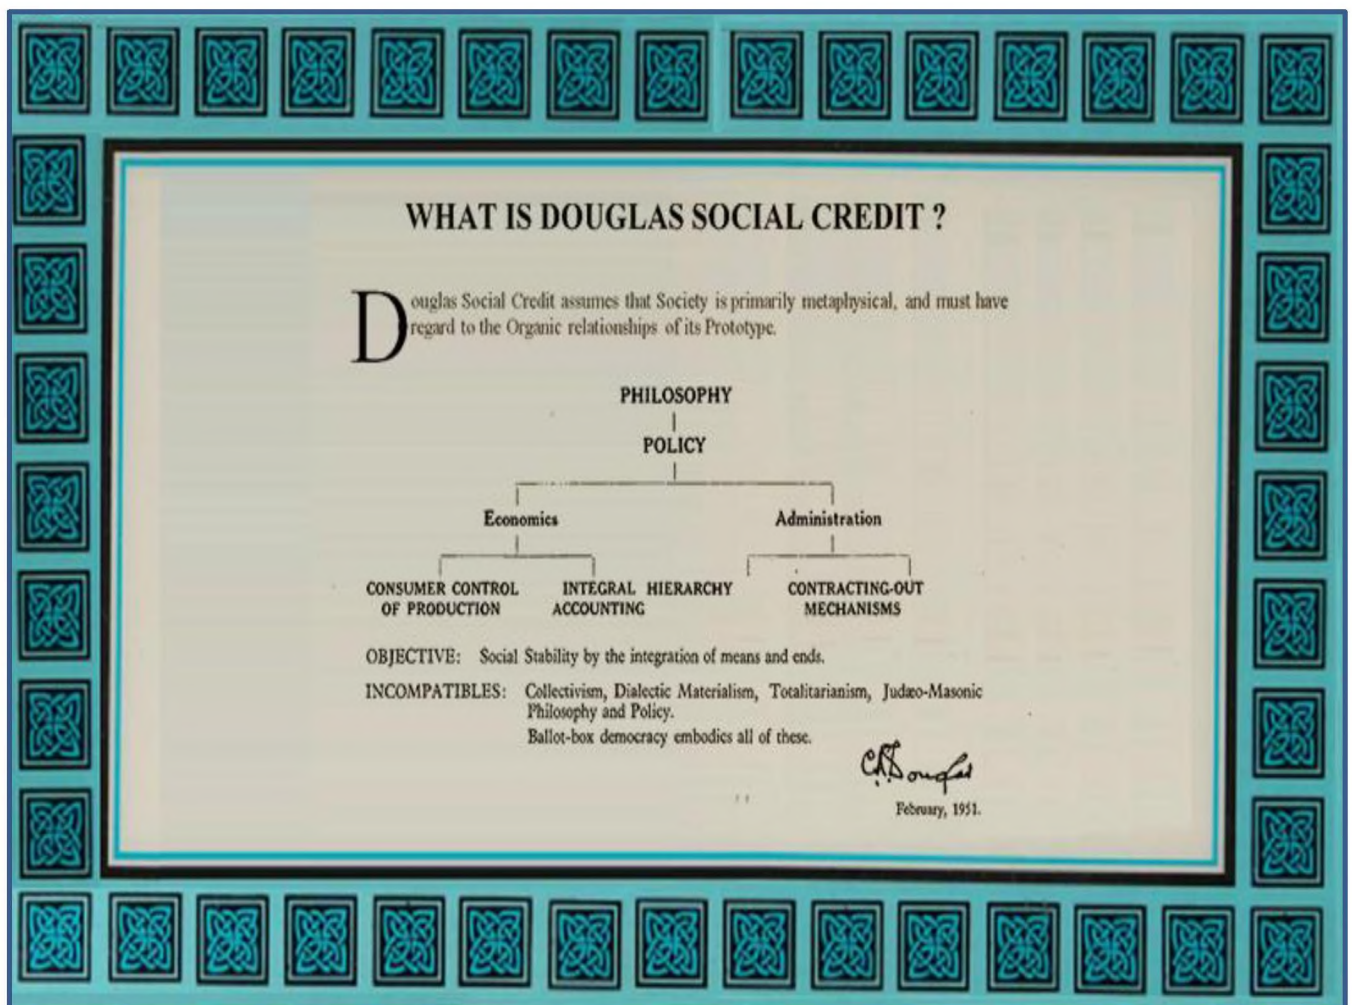 WHAT IS DOUGLAS SOCIAL CREDIT ?
Douglas Social Credit assumes that Society is primarily metaphysical, and must have
regard to the Organic relationships of its Prototype.
PHILOSOPHY
POLICY
Economics
Administration
CONSUMER CONTROL
OF PRODUCTION
INTEGRAL
ACCOUNTING
HIERARCHY
CONTRACTING-OUT
MECHANISMS
OBJECTIVE: Social Stability by the integration of means and ends.
INCOMPATIBLES: Collectivism, Dialectic Materialism, Totalitarianism, Judæo-Masonic
Philosophy and Policy.
Ballot-box democracy embodies all of these.
C.H. Douglas
February, 1951.